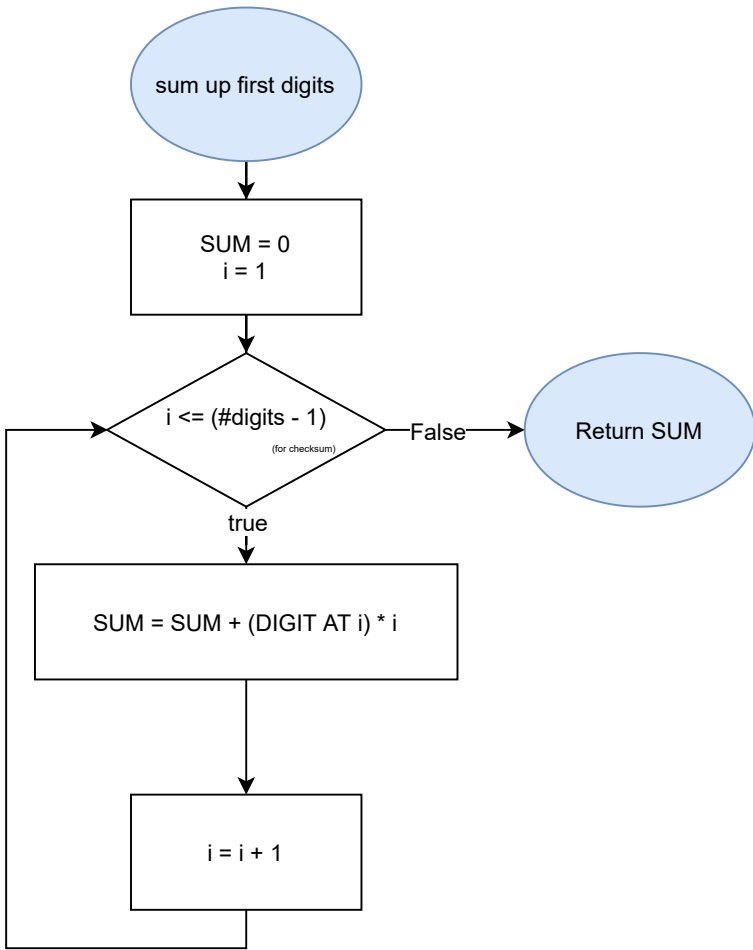 sum up first digits
SUM = 0
i = 1
i <= (#digits - 1)
(for checksum)
False
Return SUM
true
SUM = SUM + (DIGIT AT i) * i
i = i + 1